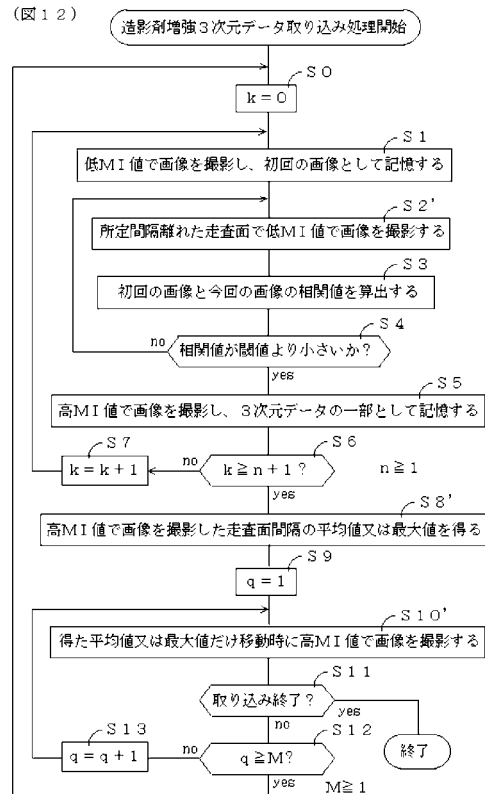 (図12)
造影剤増強3次元データ取り込み処理開始
S0
k=0
S1
低MI値で画像を撮影し、初回の画像として記憶する
S2'
所定間隔離れた走査面で低MI値で画像を撮影する
S3
初回の画像と今回の画像の相関値を算出する
S4
相関値が閾値より小さいか?
no
yes
S5
高MI値で画像を撮影し、3次元データの一部として記憶する
S7
k=k+1
no
S6
k≧n+1?
n≧1
yes
S8'
高MI値で画像を撮影した走査面間隔の平均値又は最大値を得る
S9
q=1
S10'
得た平均値又は最大値だけ移動時に高MI値で画像を撮影する
S11
取り込み終了?
yes
no
終了
S13
q=q+1
no
S12
q≧M?
yes
M≧1